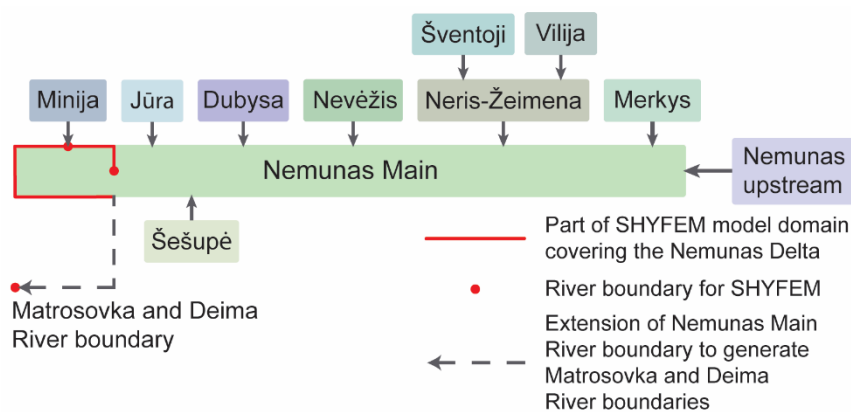 Šventoji
Vilija
Minija
Jūra
Dubysa
Nevėžis
Neris-Žeimena
Merkys
Nemunas Main
Nemunas
upstream
Šešupė
Matrosovka and Deima
River boundary
Part of SHYFEM model domain
covering the Nemunas Delta
River boundary for SHYFEM
Extension of Nemunas Main
River boundary to generate
Matrosovka and Deima
River boundaries